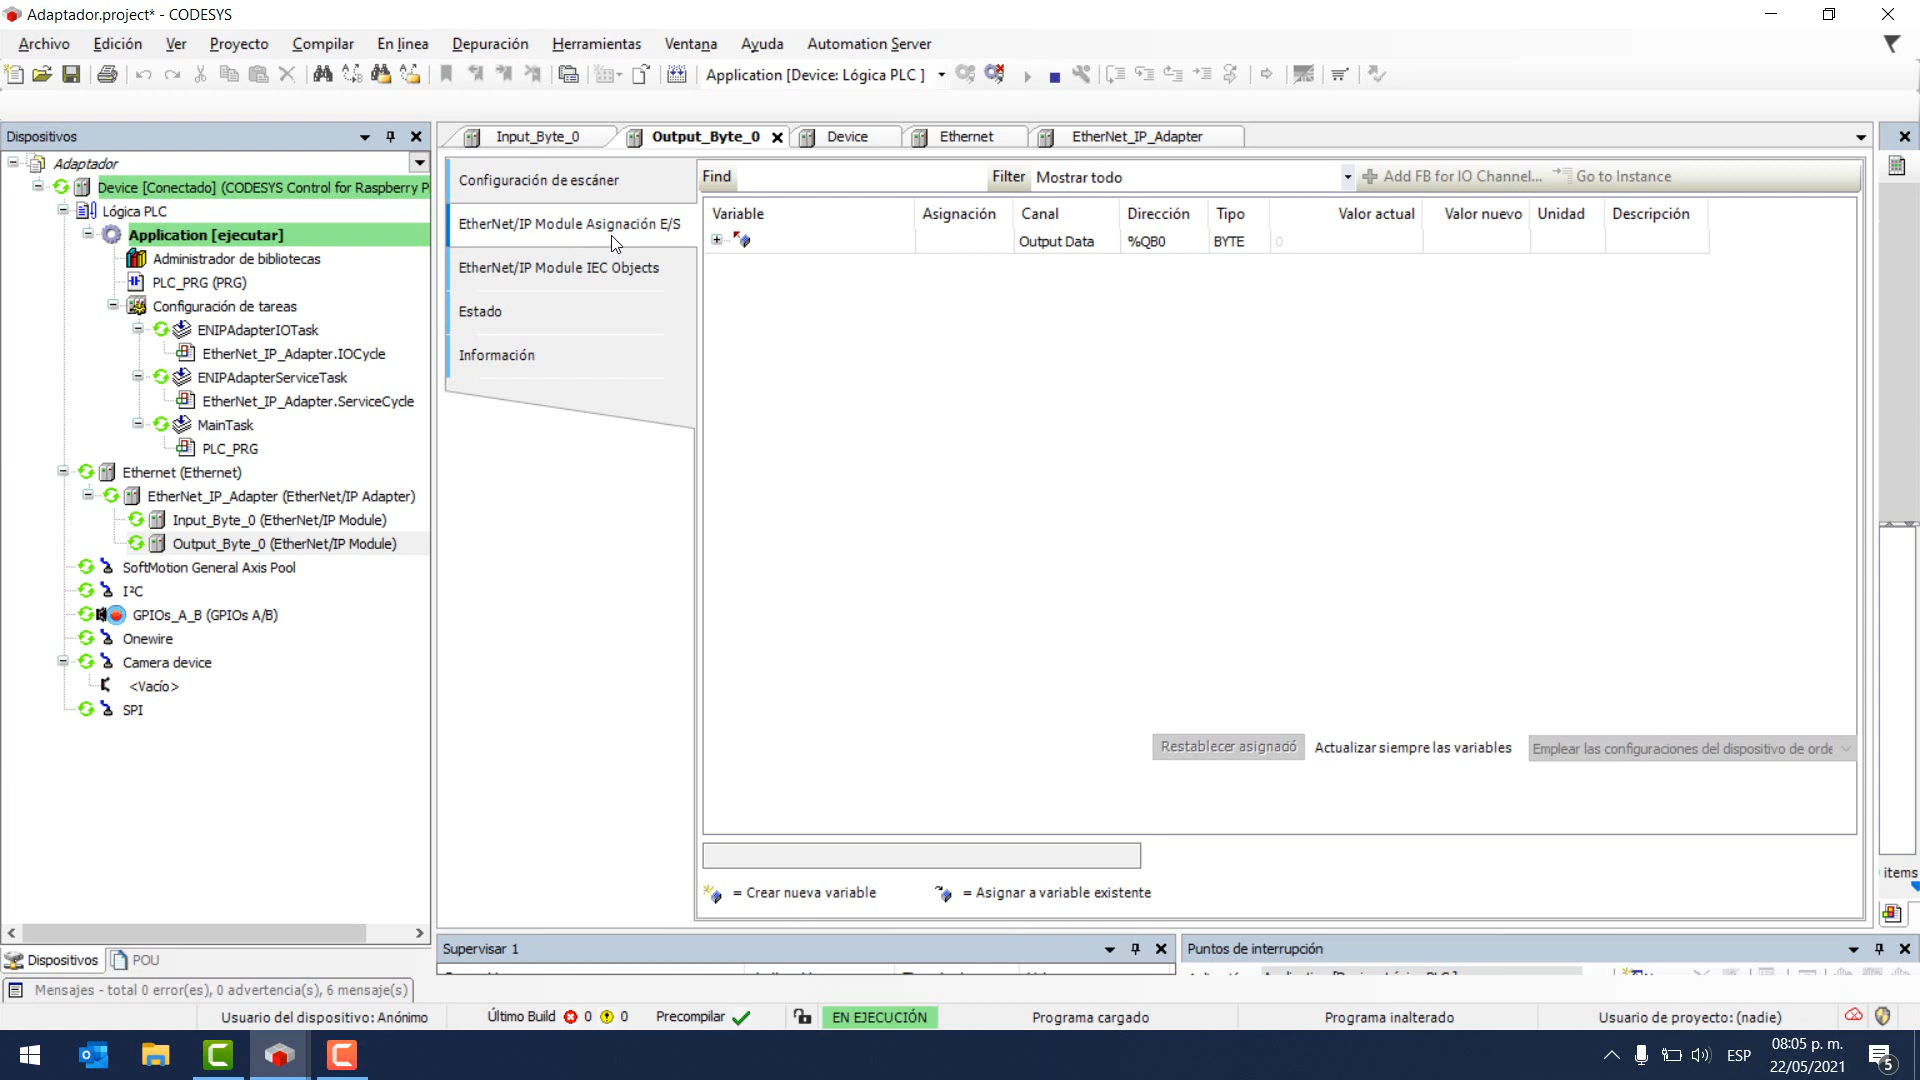 Adaptador.project* - CODESYS
Archivo Edición Ver Proyecto Compilar En línea Depuración Herramientas Ventana Ayuda Automation Server
Application [Device: Lógica PLC ]
Dispositivos
Adaptador
Device [Conectado] (CODESYS Control for Raspberry P
Lógica PLC
Application [ejecutar]
Administrador de bibliotecas
PLC_PRG (PRG)
Configuración de tareas
ENIPAdapterIOTask
EtherNet_IP_Adapter.IOCycle
ENIPAdapterServiceTask
EtherNet_IP_Adapter.ServiceCycle
MainTask
PLC_PRG
Ethernet (Ethernet)
EtherNet_IP_Adapter (EtherNet/IP Adapter)
Input_Byte_0 (EtherNet/IP Module)
Output_Byte_0 (EtherNet/IP Module)
SoftMotion General Axis Pool
I²C
GPIOs_A_B (GPIOs A/B)
Onewire
Camera device
<Vacío>
SPI
Dispositivos POU
Input_Byte_0 Output_Byte_0 Device Ethernet EtherNet_IP_Adapter
Configuración de escáner
EtherNet/IP Module Asignación E/S
EtherNet/IP Module IEC Objects
Estado
Información
Find Filter Mostrar todo Add FB for IO Channel... Go to Instance
Variable Asignación Canal Dirección Tipo Valor actual Valor nuevo Unidad Descripción
Output Data %QB0 BYTE 0
Restablecer asignació Actualizar siempre las variables Emplear las configuraciones del dispositivo de orde
= Crear nueva variable = Asignar a variable existente
items
Supervisar 1
Puntos de interrupción
Mensajes - total 0 error(es), 0 advertencia(s), 6 mensaje(s)
Usuario del dispositivo: Anónimo Último Build 0 0 Precompilar EN EJECUCIÓN Programa cargado Programa inalterado Usuario de proyecto: (nadie)
ESP
08:05 p. m.
22/05/2021
5